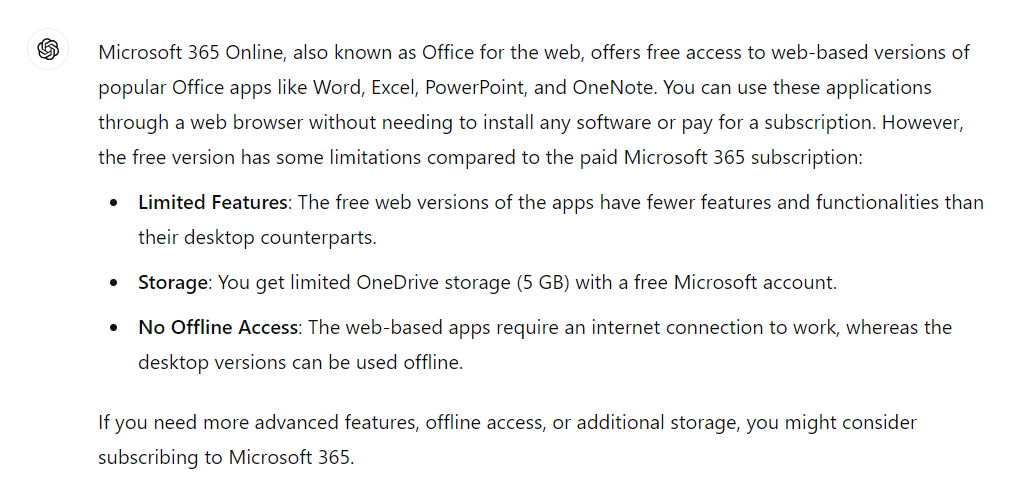 Microsoft 365 Online, also known as Office for the web, offers free access to web-based versions of
popular Office apps like Word, Excel, PowerPoint, and OneNote. You can use these applications
through a web browser without needing to install any software or pay for a subscription. However,
the free version has some limitations compared to the paid Microsoft 365 subscription:
• Limited Features: The free web versions of the apps have fewer features and functionalities than
their desktop counterparts.
• Storage: You get limited OneDrive storage (5 GB) with a free Microsoft account.
• No Offline Access: The web-based apps require an internet connection to work, whereas the
desktop versions can be used offline.
If you need more advanced features, offline access, or additional storage, you might consider
subscribing to Microsoft 365.